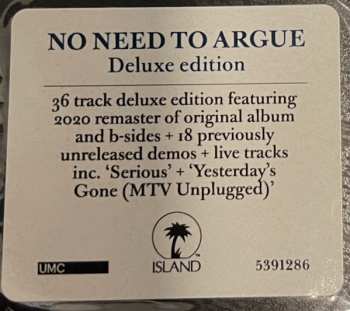 NO NEED TO ARGUE
Deluxe edition
36 track deluxe edition featuring
2020 remaster of original album
and b-sides + 18 previously
unreleased demos + live tracks
inc. ‘Serious’ + ‘Yesterday’s
Gone (MTV Unplugged)’
ISLAND
™
UMC
5391286